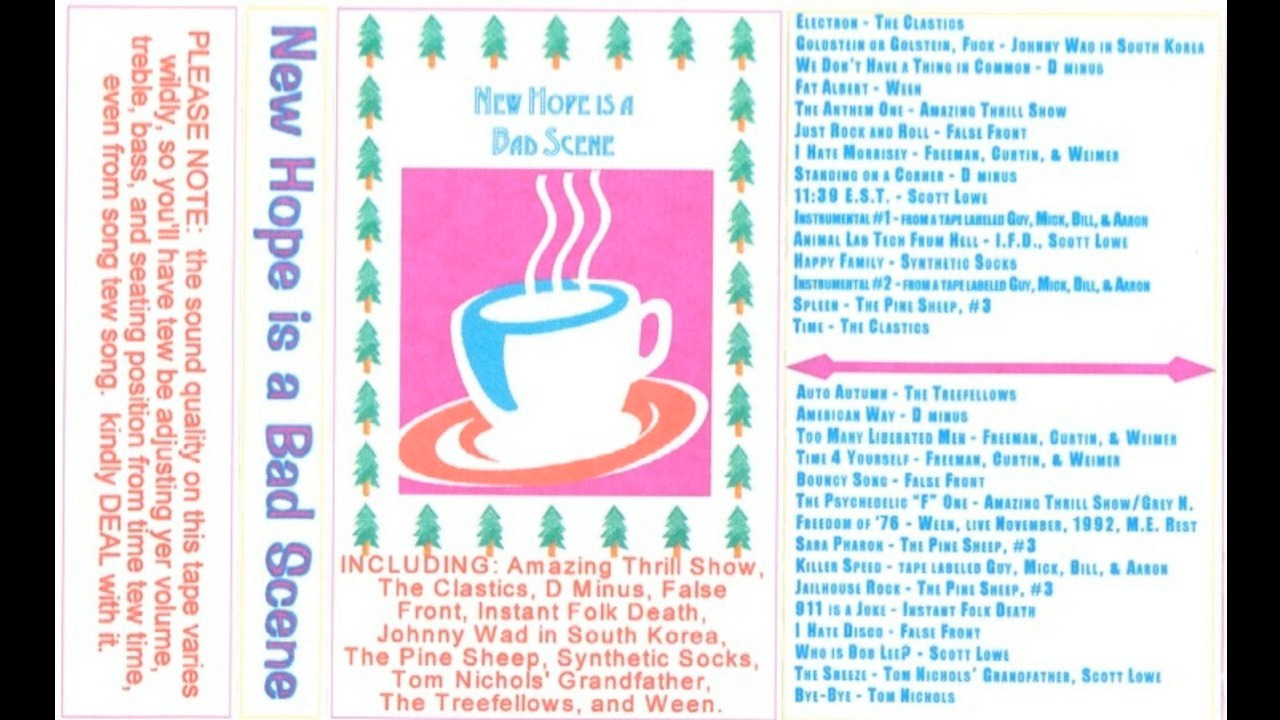 PLEASE NOTE: the sound quality on this tape varies
wildly, so you'll have tew be adjusting yer volume,
treble, bass, and seating position from time tew time,
even from song tew song. kindly DEAL with it.
New Hope is a Bad Scene
New Hope is a
Bad Scene
INCLUDING: Amazing Thrill Show,
The Clastics, D Minus, False
Front, Instant Folk Death,
Johnny Wad in South Korea,
The Pine Sheep, Synthetic Socks,
Tom Nichols' Grandfather,
The Treefellows, and Ween.
Electron - The Clastics
Goldstein or Golstein, Fuck - Johnny Wad in South Korea
We Don't Have a Thing in Common - D minus
Fat Albert - Ween
The Anthem One - Amazing Thrill Show
Just Rock and Roll - False Front
I Hate Morrisey - Freeman, Curtin, & Weimer
Standing on a Corner - D minus
11:39 E.S.T. - Scott Lowe
Instrumental #1 - from a tape labeled Guy, Mick, Bill, & Aaron
Animal Lab Tech From Hell - I.F.D., Scott Lowe
Happy Family - Synthetic Socks
Instrumental #2 - from a tape labeled Guy, Mick, Bill, & Aaron
Spleen - The Pine Sheep, #3
Time - The Clastics
Auto Autumn - The Treefellows
American Way - D minus
Too Many Liberated Men - Freeman, Curtin, & Weimer
Time 4 Yourself - Freeman, Curtin, & Weimer
Bouncy Song - False Front
The Psychedelic "F" One - Amazing Thrill Show/Grey N.
Freedom of '76 - Ween, live November, 1992, M.E. Rest
Sara Pharoh - The Pine Sheep, #3
Killer Speed - tape labeled Guy, Mick, Bill, & Aaron
Jailhouse Rock - The Pine Sheep, #3
911 is a Joke - Instant Folk Death
I Hate Disco - False Front
Who is Bob Lee? - Scott Lowe
The Sneeze - Tom Nichols' Grandfather, Scott Lowe
Bye-Bye - Tom Nichols